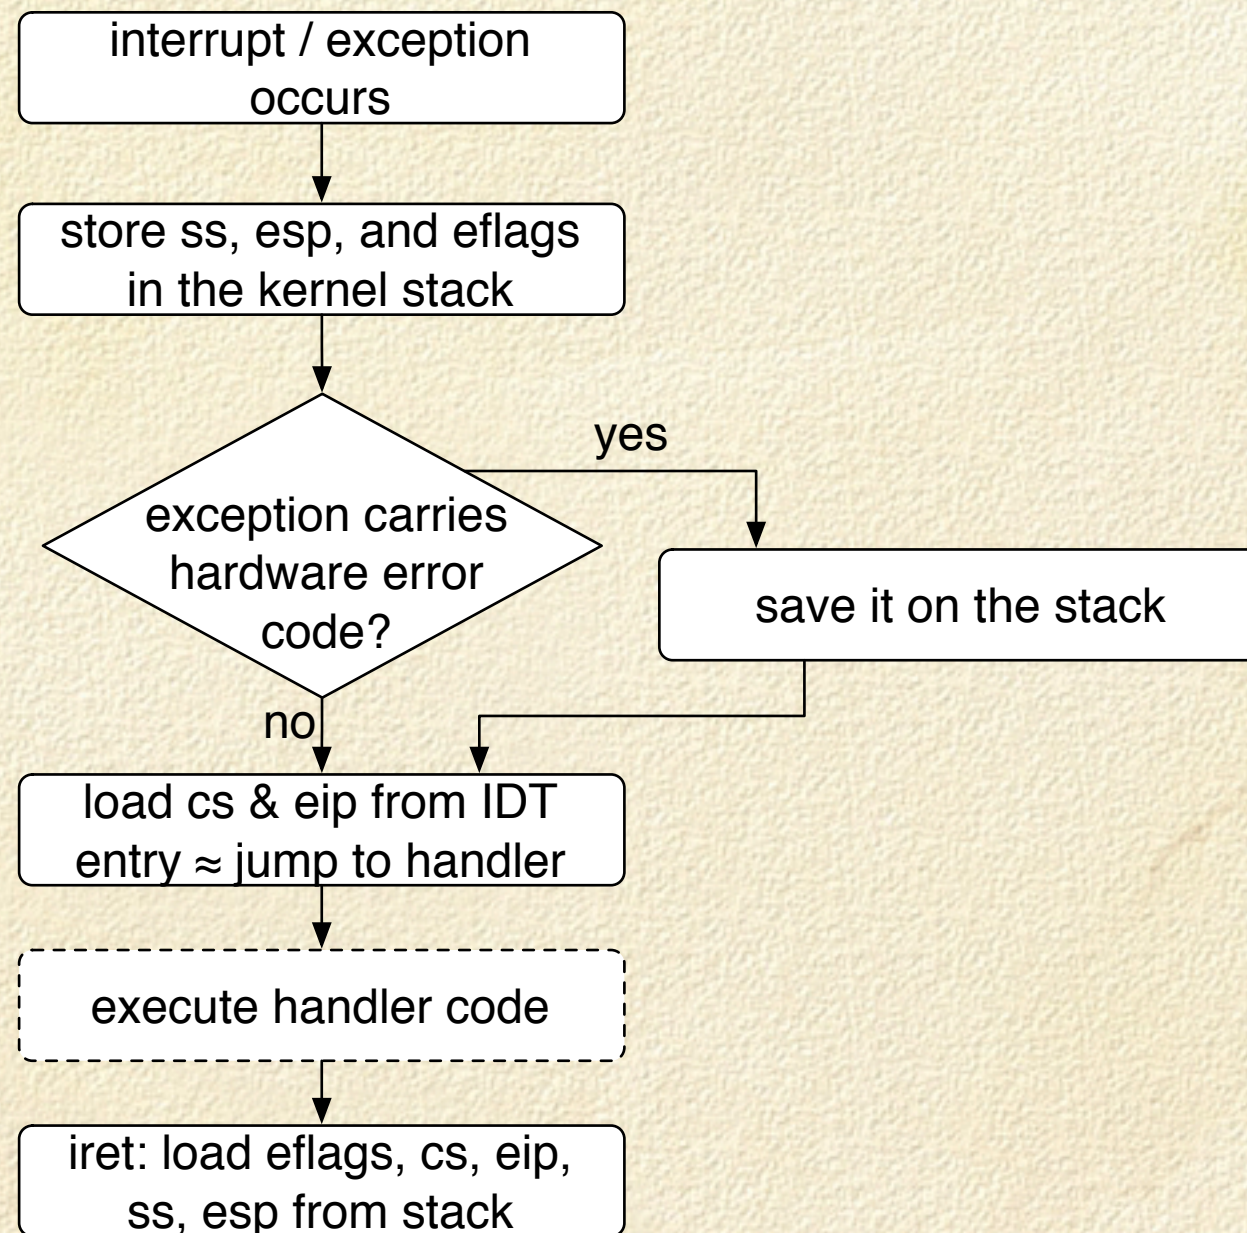 interrupt / exception
occurs
store ss, esp, and eflags
in the kernel stack
yes
exception carries
hardware error
code?
save it on the stack
no
load cs & eip from IDT
entry ≈ jump to handler
execute handler code
iret: load eflags, cs, eip,
ss, esp from stack